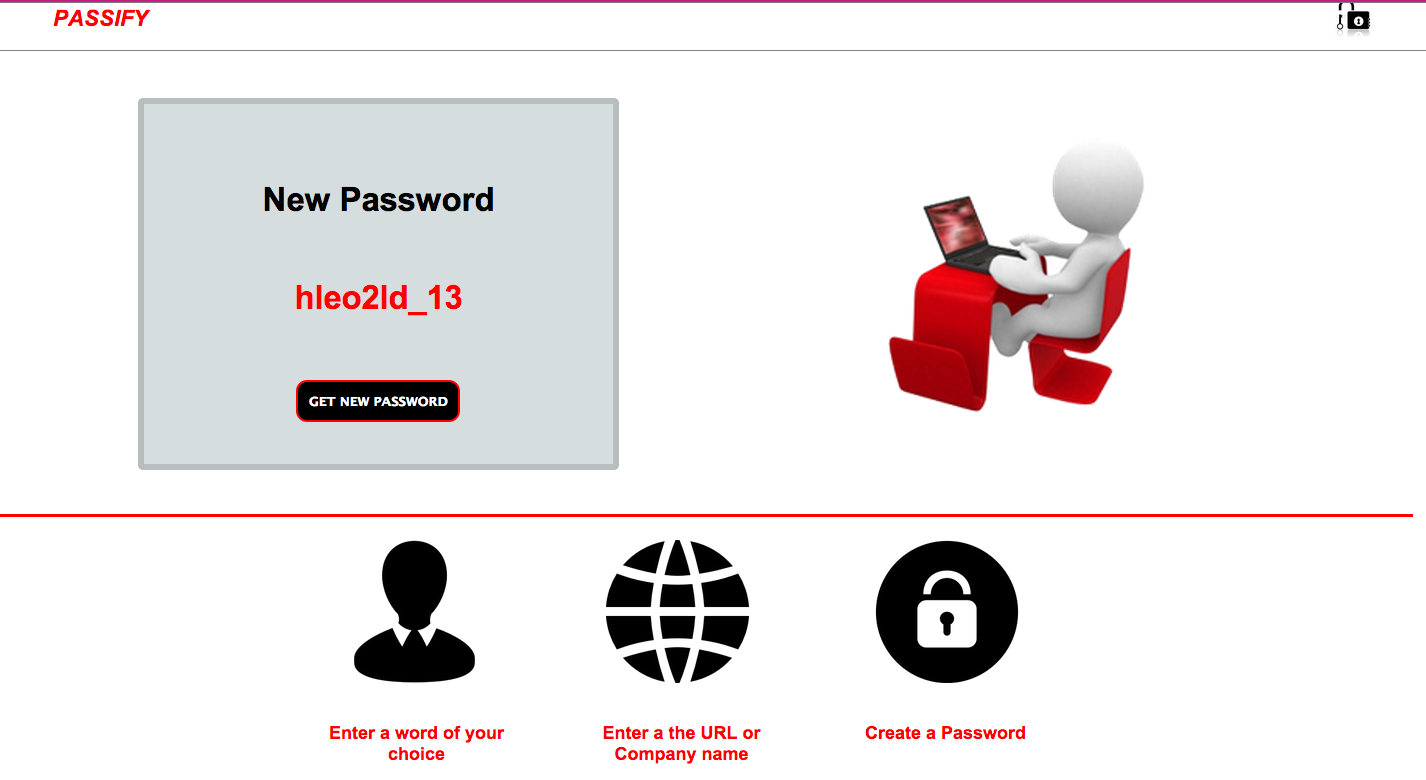 PASSIFY
New Password
hleo2ld_13
GET NEW PASSWORD
Enter a word of your
choice
Enter a the URL or
Company name
Create a Password